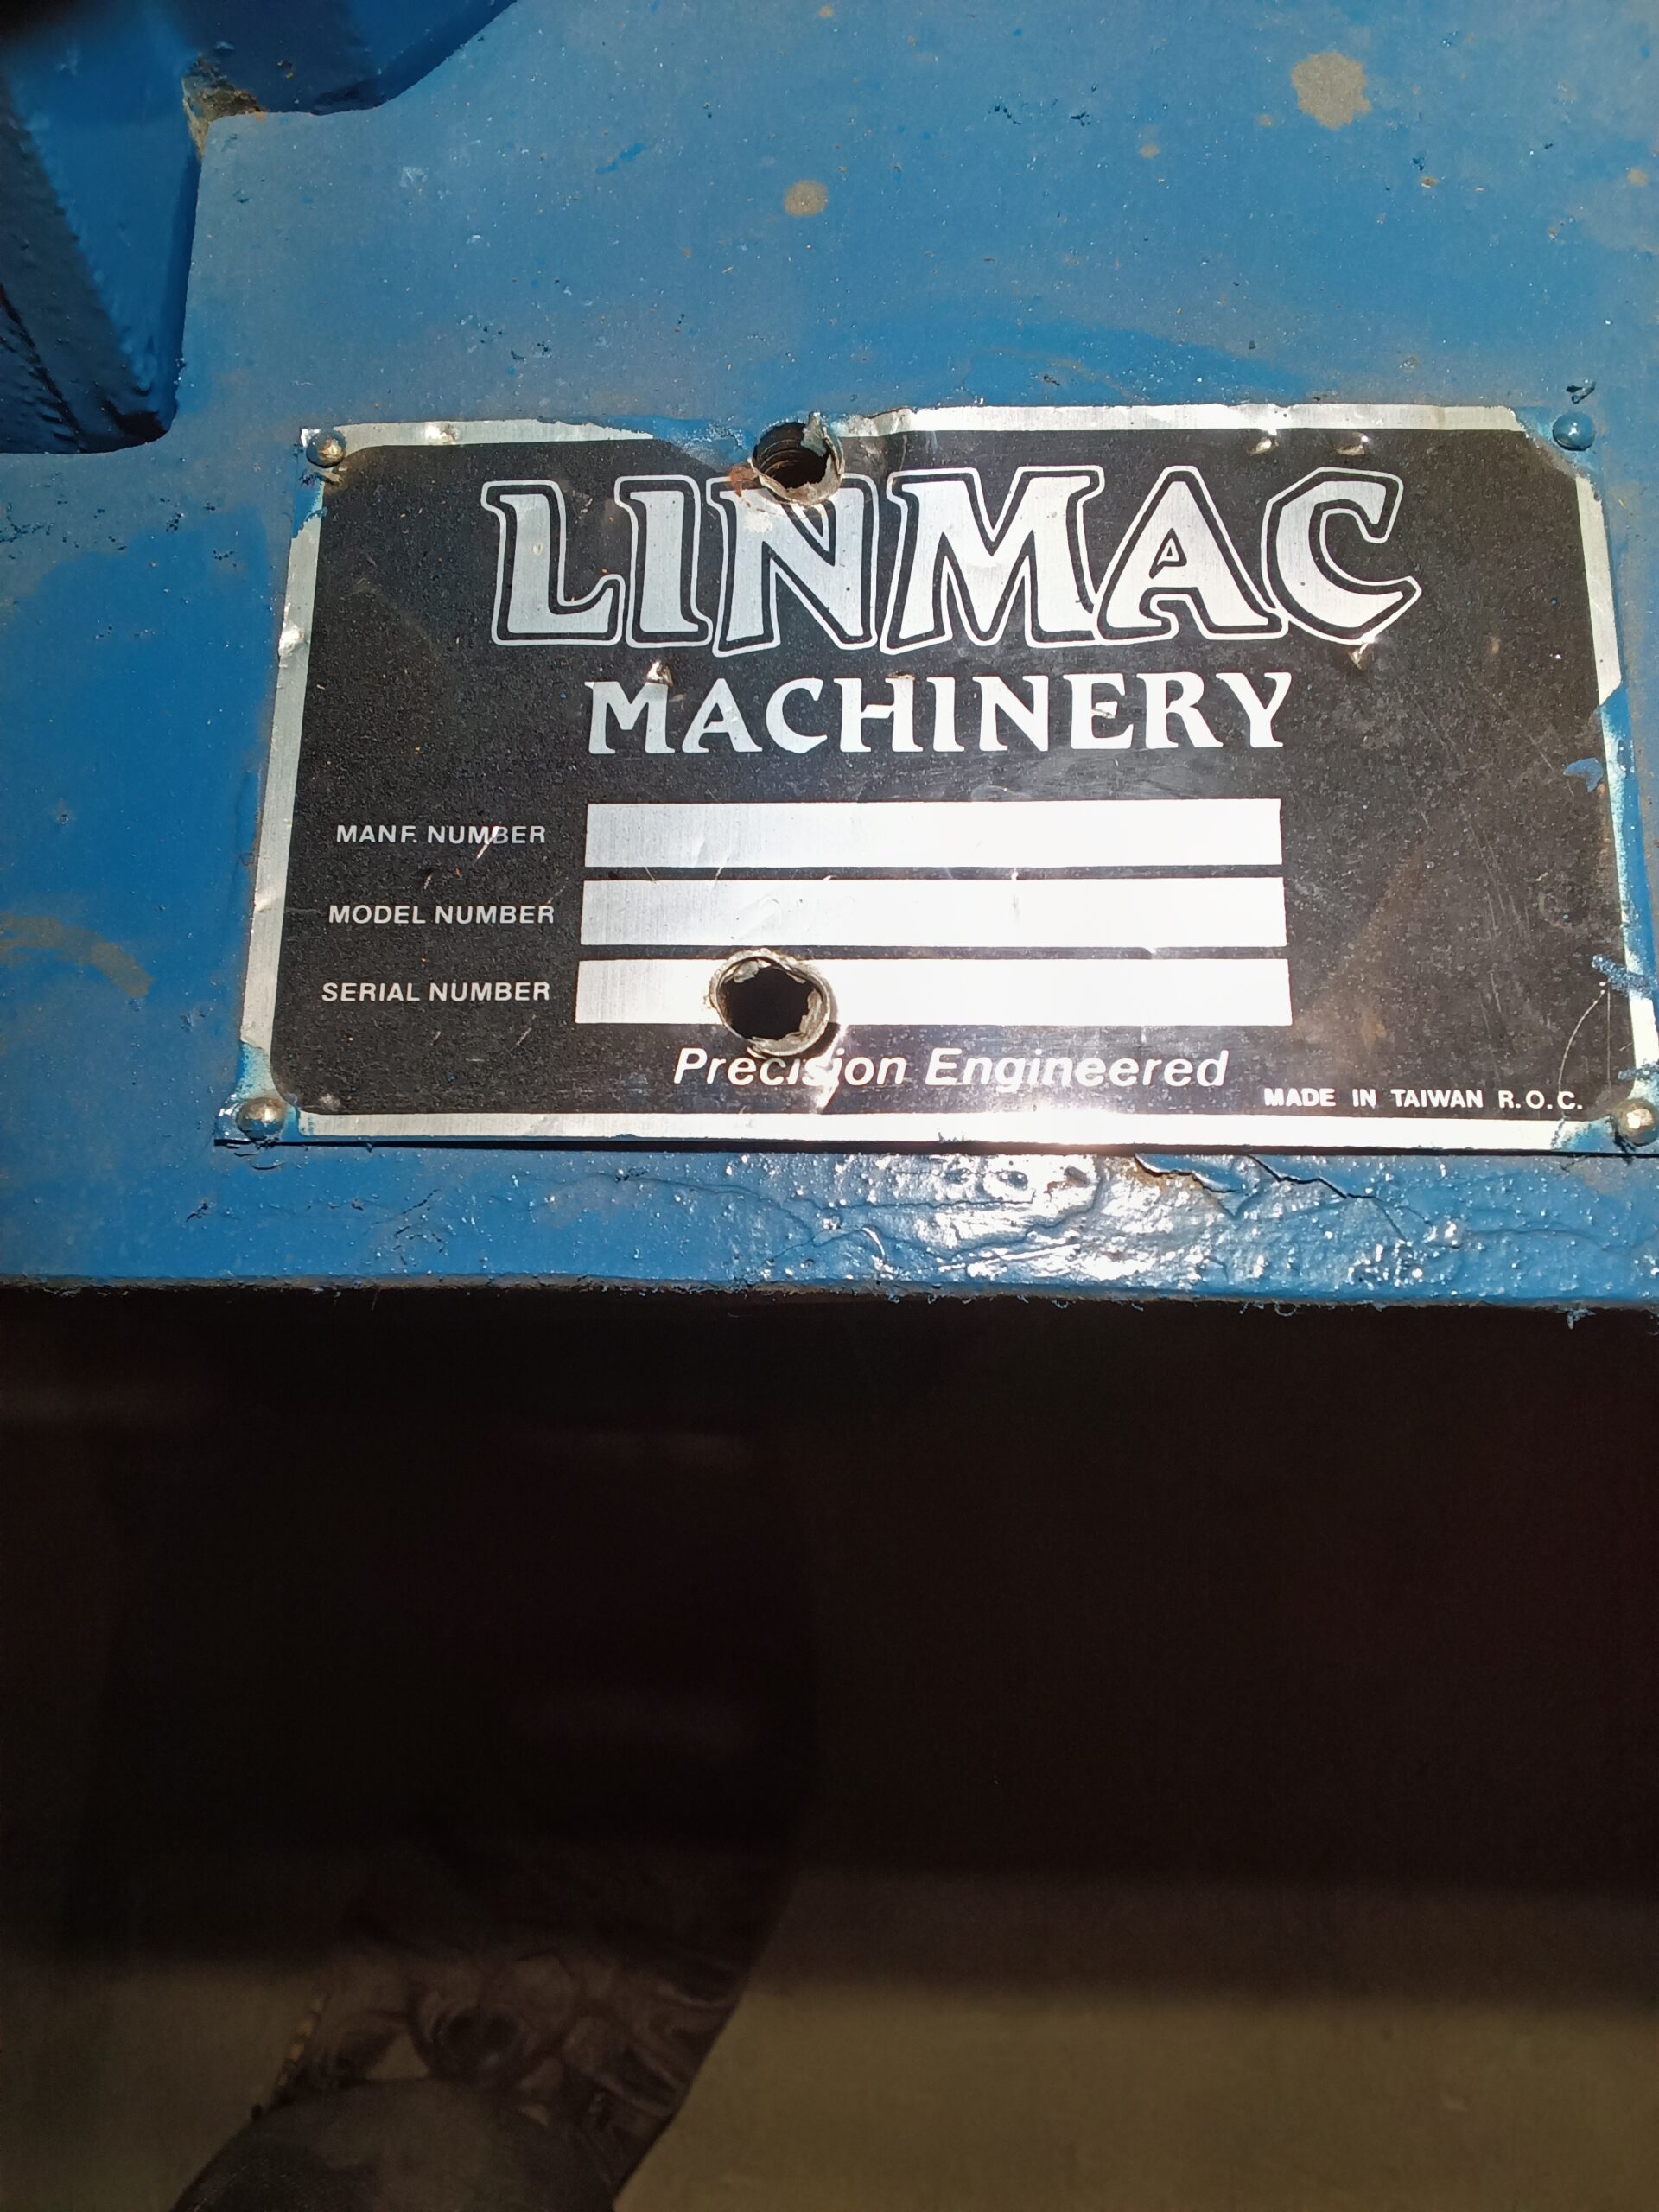 LINMAC
MACHINERY
MANF. NUMBER
MODEL NUMBER
SERIAL NUMBER
Precision Engineered
MADE IN TAIWAN R.O.C.